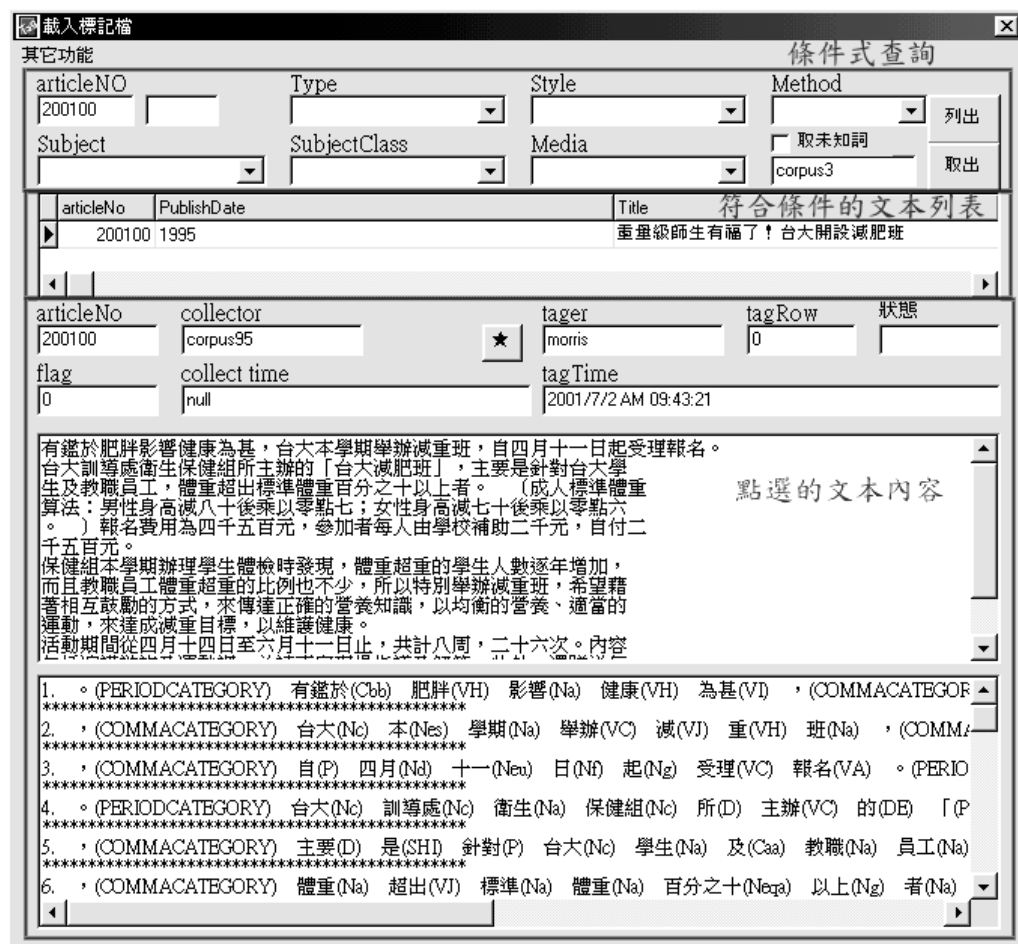 載入標記檔
其它功能
條件式查詢
articleNO Type Style Method
200100 列出
Subject SubjectClass Media 取未知詞
corpus3 取出
articleNo PublishDate Title 符合條件的文本列表
200100 1995 重量級師生有福了！台大開設減肥班
articleNo collector tager tagRow 狀態
200100 corpus95 ★ morris 0
flag collect time tagTime
0 null 2001/7/2 AM 09:43:21
有鑑於肥胖影響健康為甚，台大本學期舉辦減重班，自四月十一日起受理報名。
台大訓導處衛生保健組所主辦的「台大減肥班」，主要是針對台大學
生及教職員工，體重超出標準體重百分之十以上者。 （成人標準體重
點選的文本內容
算法：男性身高減八十後乘以零點七；女性身高減七十後乘以零點六
。 ）報名費用為四千五百元，參加者每人由學校補助二千元，自付二
千五百元。
保健組本學期辦理學生體檢時發現，體重超重的學生人數逐年增加，
而且教職員工體重超重的比例也不少，所以特別舉辦減重班，希望藉
著相互鼓勵的方式，來傳達正確的營養知識，以均衡的營養、適當的
運動，來達成減重目標，以維護健康。
活動期間從四月十四日至六月十一日止，共計八周，二十六次。內容
1. 。(PERIODCATEGORY) 有鑑於(Cbb) 肥胖(VH) 影響(Na) 健康(VH) 為甚(VI) ，(COMMACATEGOR
**************************************************
2. ，(COMMACATEGORY) 台大(Nc) 本(Nes) 學期(Na) 舉辦(VC) 減(VJ) 重(VH) 班(Na) ，(COMMA
**************************************************
3. ，(COMMACATEGORY) 自(P) 四月(Nd) 十一(Neu) 日(Nf) 起(Ng) 受理(VC) 報名(VA) 。(PERIO
**************************************************
4. 。(PERIODCATEGORY) 台大(Nc) 訓導處(Nc) 衛生(Na) 保健組(Nc) 所(D) 主辦(VC) 的(DE) 「(P
**************************************************
5. ，(COMMACATEGORY) 主要(D) 是(SHI) 針對(P) 台大(Nc) 學生(Na) 及(Caa) 教職(Na) 員工(Na)
**************************************************
6. ，(COMMACATEGORY) 體重(Na) 超出(VJ) 標準(Na) 體重(Na) 百分之十(Neqa) 以上(Ng) 者(Na)